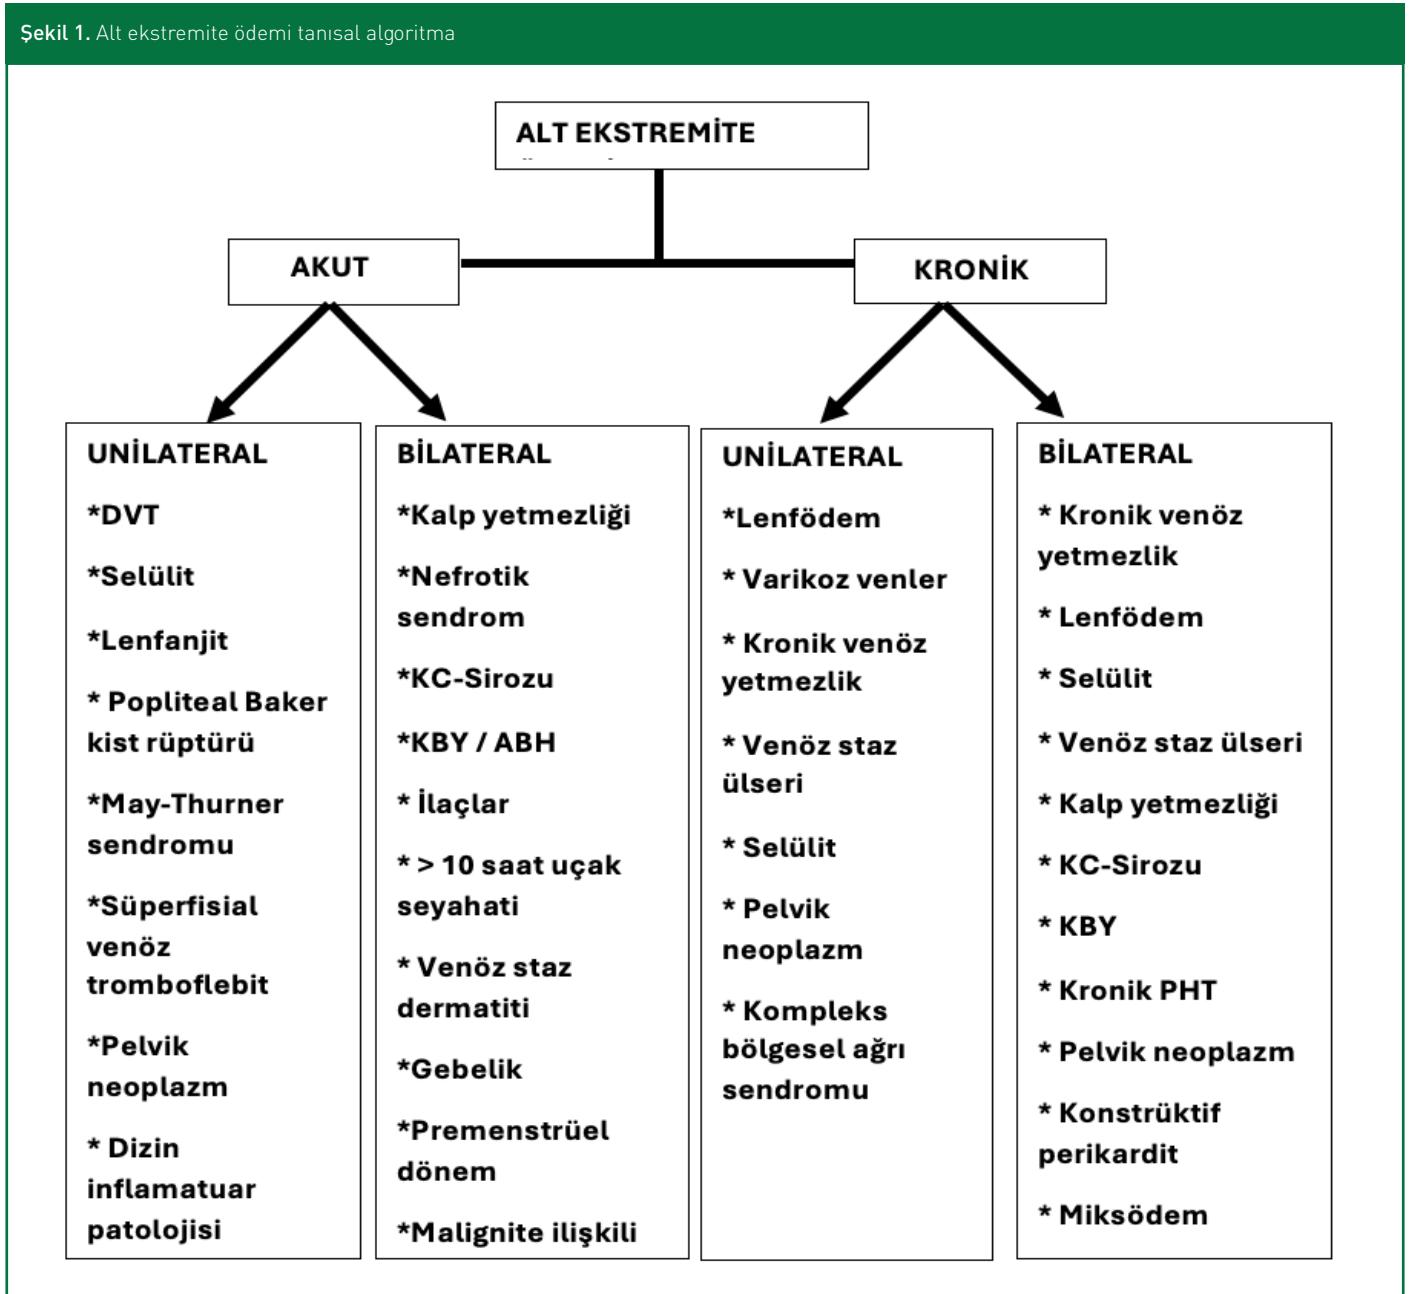 Şekil 1. Alt ekstremite ödemi tanısal algoritma
ALT EKSTREMİTE
AKUT
KRONİK
UNİLATERAL
*DVT
*Selülit
*Lenfanjit
* Popliteal Baker
kist rüptürü
*May-Thurner
sendromu
*Süperfisial
venöz
tromboflebit
*Pelvik
neoplazm
* Dizin
inflamatuar
patolojisi
BİLATERAL
*Kalp yetmezliği
*Nefrotik
sendrom
*KC-Sirozu
*KBY / ABH
* İlaçlar
* > 10 saat uçak
seyahati
* Venöz staz
dermatiti
*Gebelik
*Premenstrüel
dönem
*Malignite ilişkili
UNİLATERAL
*Lenfödem
* Varikoz venler
* Kronik venöz
yetmezlik
* Venöz staz
ülseri
* Selülit
* Pelvik
neoplazm
* Kompleks
bölgesel ağrı
sendromu
BİLATERAL
* Kronik venöz
yetmezlik
* Lenfödem
* Selülit
* Venöz staz ülseri
* Kalp yetmezliği
* KC-Sirozu
* KBY
* Kronik PHT
* Pelvik neoplazm
* Konstrüktif
perikardit
* Miksödem